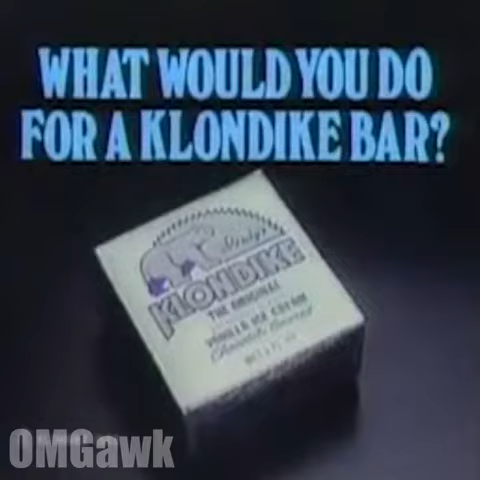 WHAT WOULD YOU DO
FOR A KLONDIKE BAR?
KLONDIKE
THE ORIGINAL
VANILLA ICE CREAM
OMGawk